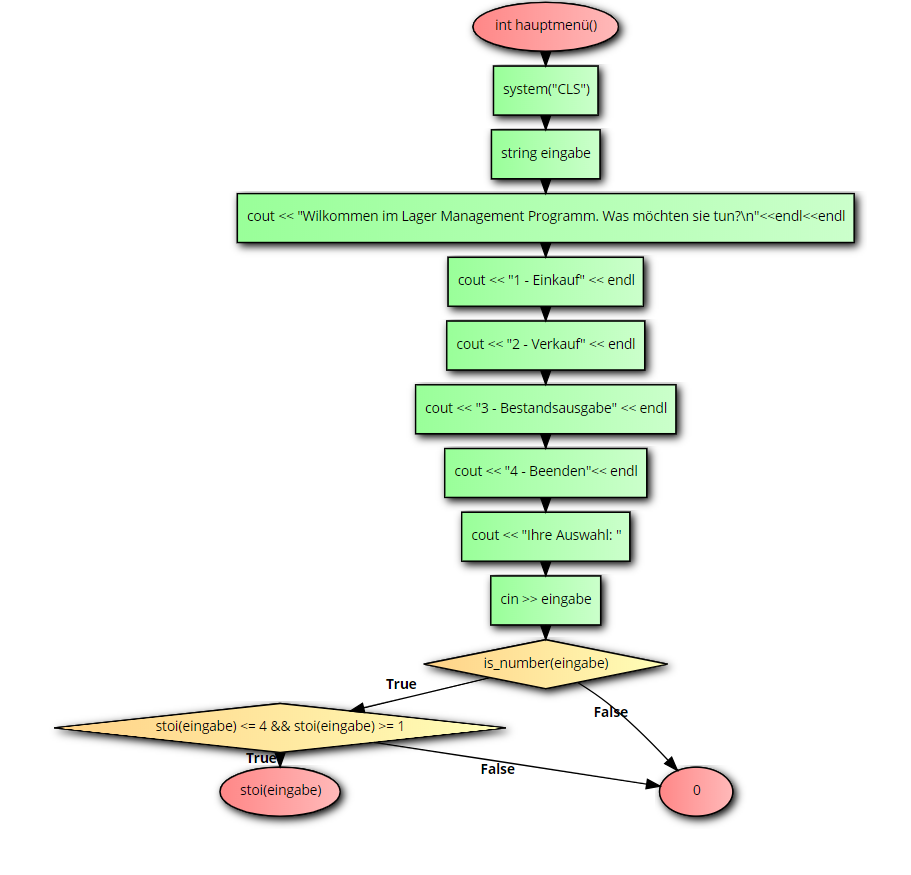 int hauptmenü()
system("CLS")
string eingabe
cout << "Wilkommen im Lager Management Programm. Was möchten sie tun?\n"<<endl<<endl
cout << "1 - Einkauf" << endl
cout << "2 - Verkauf" << endl
cout << "3 - Bestandsausgabe" << endl
cout << "4 - Beenden"<< endl
cout << "Ihre Auswahl: "
cin >> eingabe
is_number(eingabe)
True
False
stoi(eingabe) <= 4 && stoi(eingabe) >= 1
True
False
stoi(eingabe)
0